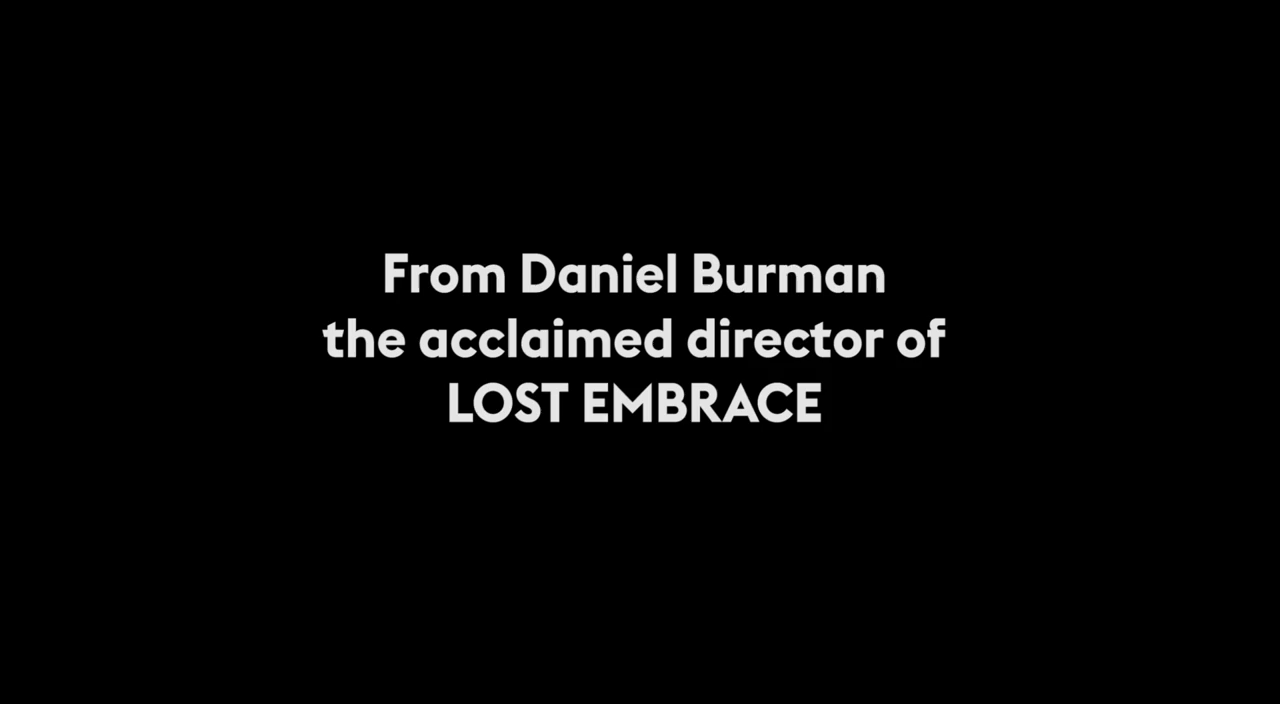 From Daniel Burman
the acclaimed director of
LOST EMBRACE